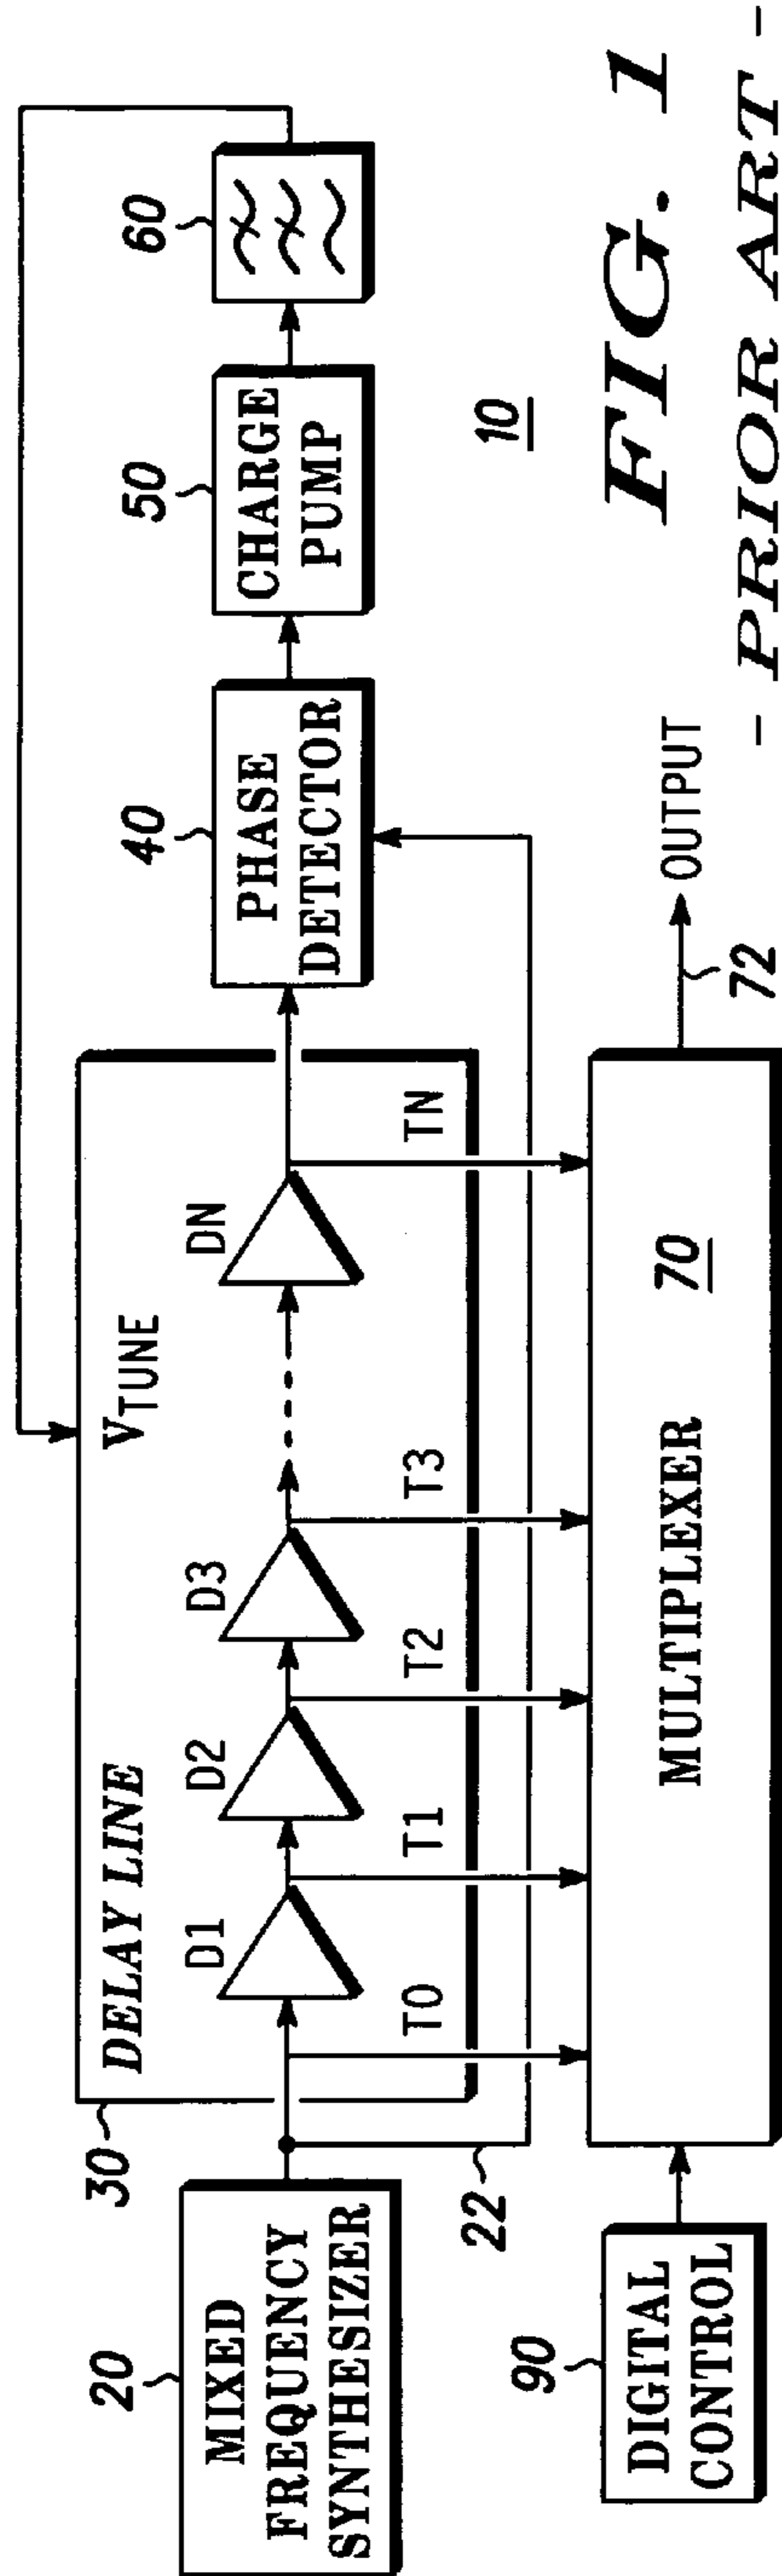 60
50
40
CHARGE
PUMP
PHASE
DETECTOR
VTUNE
DELAY LINE
30
D1
D2
D3
DN
T0
T1
T2
T3
TN
20
MIXED
FREQUENCY
SYNTHESIZER
22
10
90
DIGITAL
CONTROL
MULTIPLEXER
70
72
OUTPUT
FIG. 1
- PRIOR ART -